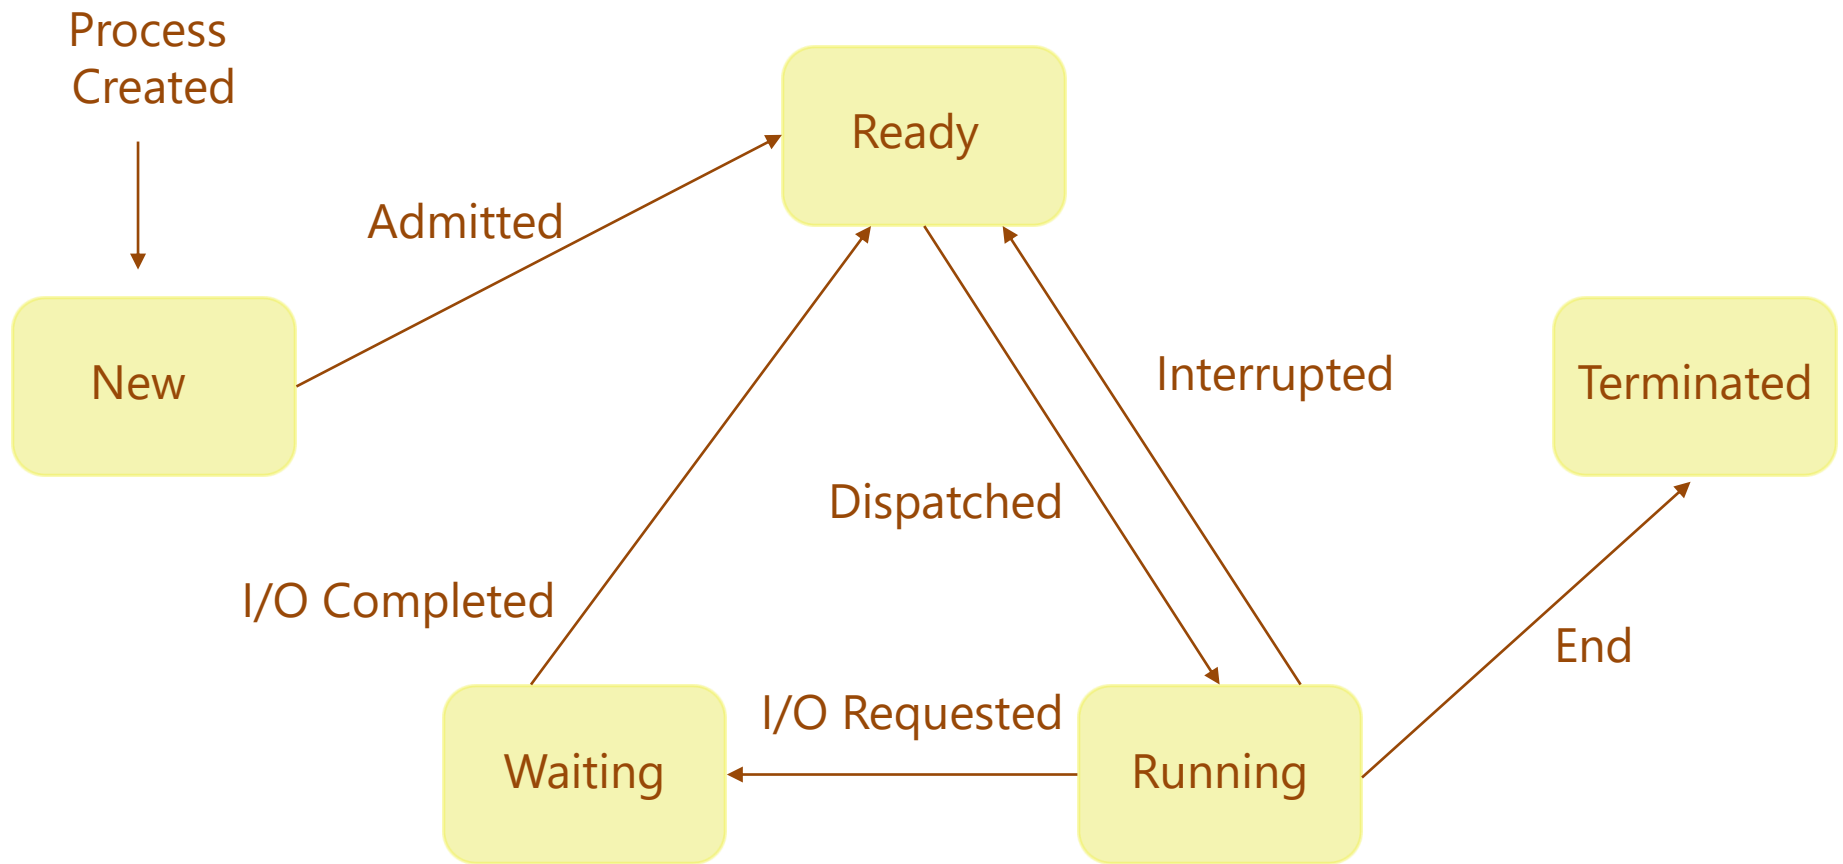 Process
Created
Ready
Admitted
New
Interrupted
Terminated
Dispatched
I/O Completed
End
I/O Requested
Waiting
Running